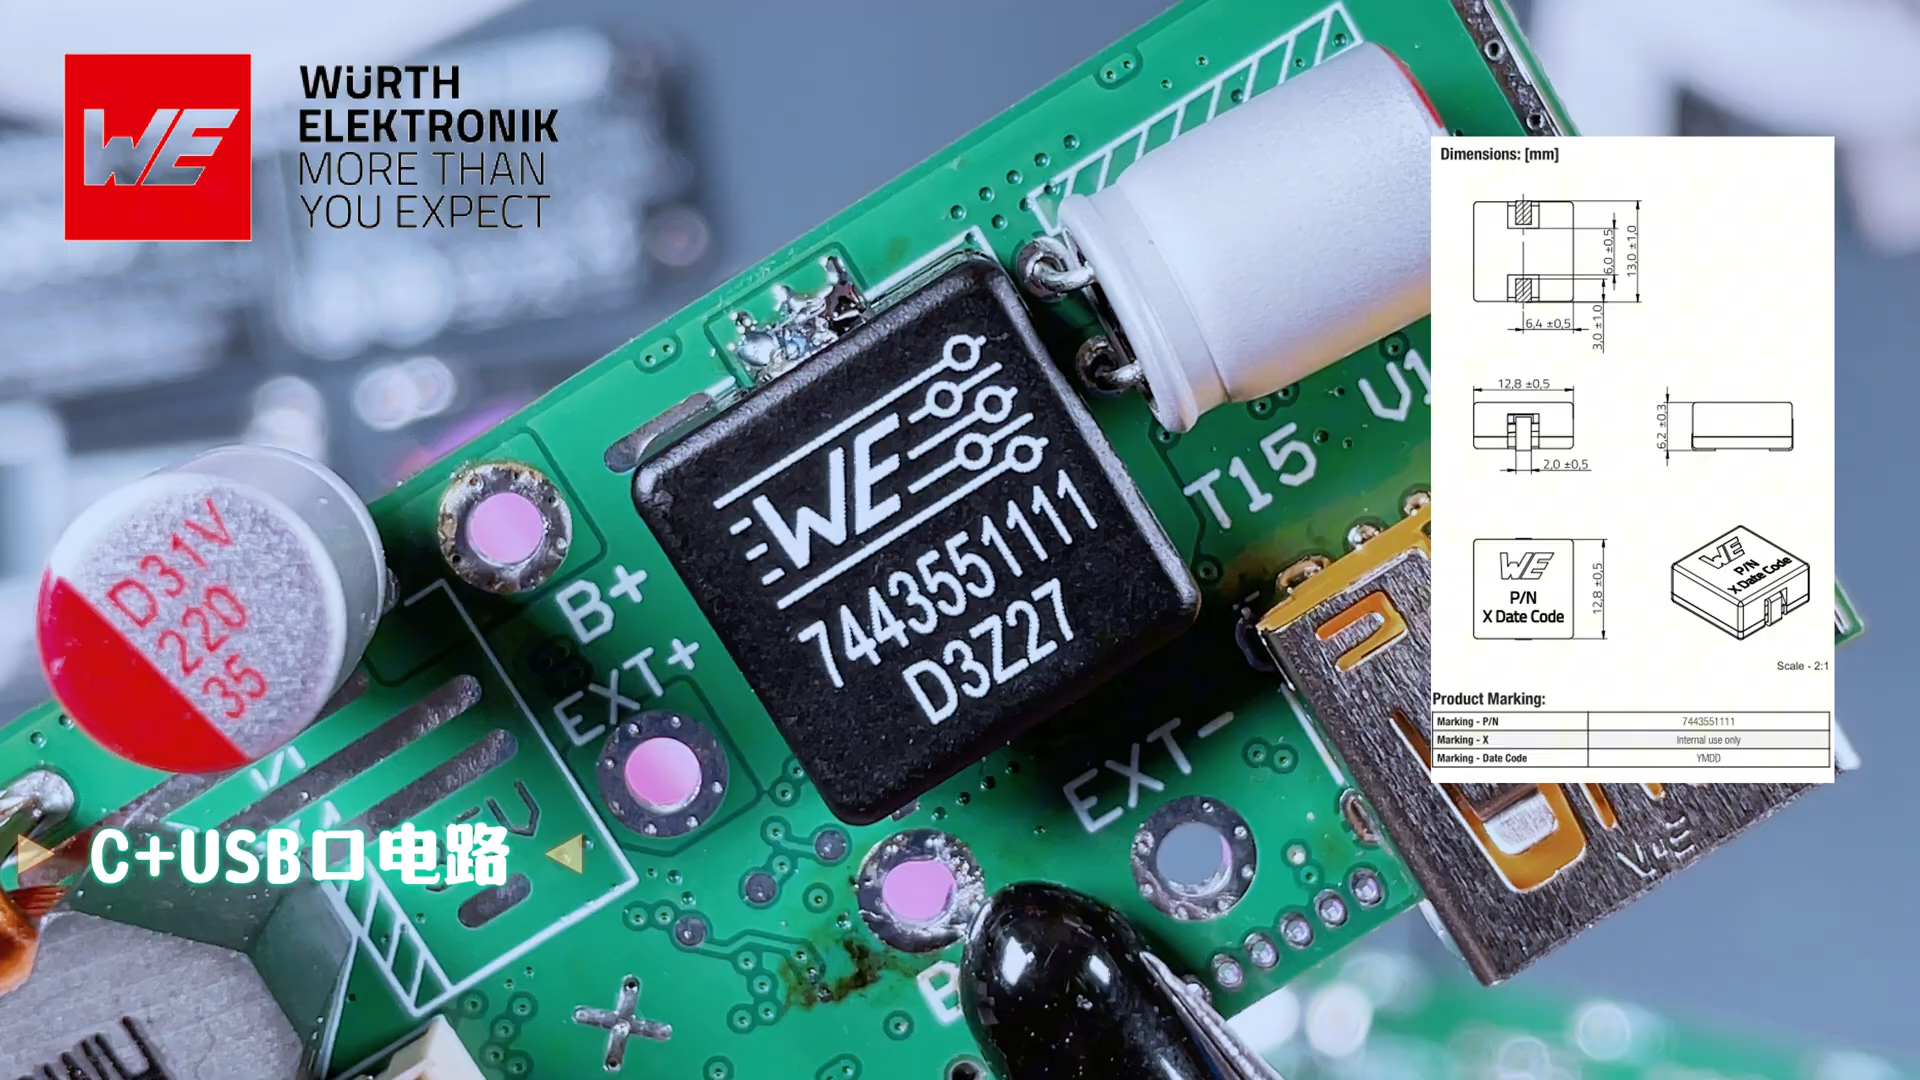 WE
WüRTH
ELEKTRONIK
MORE THAN
YOU EXPECT
WE
7443551111
D3Z27
D31V
220
35
B+
EXT+
EXT-
T15 V1
C+USB口电路
Dimensions: [mm]
6,0 ±0,5
13,0 ±1,0
6,4 ±0,5
3,0 ±1,0
12,8 ±0,5
2,0 ±0,5
6,2 ±0,3
WE
P/N
X Date Code
12,8 ±0,5
WE
P/N
X Date Code
Scale - 2:1
Product Marking:
Marking - P/N 7443551111
Marking - X Internal use only
Marking - Date Code YMDD